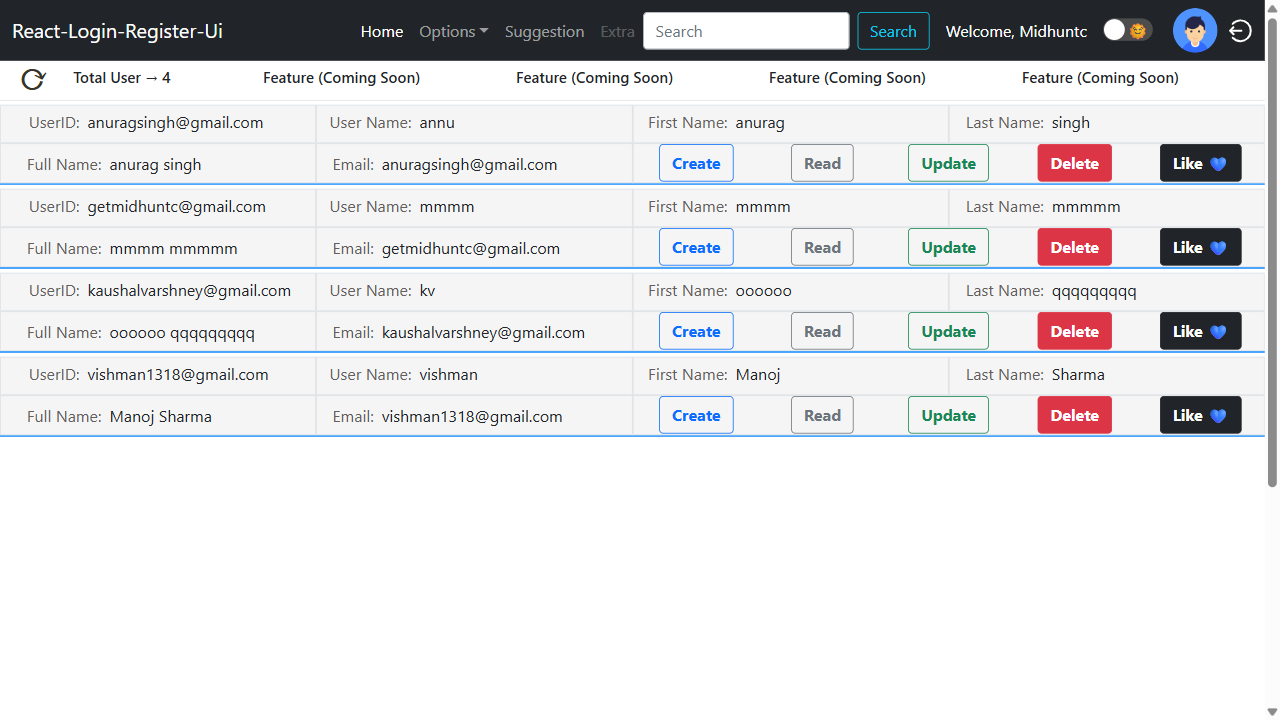 React-Login-Register-Ui Home Options Suggestion Extra Search Search Welcome, Midhuntc
Total User → 4 Feature (Coming Soon) Feature (Coming Soon) Feature (Coming Soon) Feature (Coming Soon)
UserID: anuragsingh@gmail.com User Name: annu First Name: anurag Last Name: singh
Full Name: anurag singh Email: anuragsingh@gmail.com Create Read Update Delete Like 💙
UserID: getmidhuntc@gmail.com User Name: mmmm First Name: mmmm Last Name: mmmmm
Full Name: mmmm mmmmm Email: getmidhuntc@gmail.com Create Read Update Delete Like 💙
UserID: kaushalvarshney@gmail.com User Name: kv First Name: oooooo Last Name: qqqqqqqqq
Full Name: oooooo qqqqqqqqq Email: kaushalvarshney@gmail.com Create Read Update Delete Like 💙
UserID: vishman1318@gmail.com User Name: vishman First Name: Manoj Last Name: Sharma
Full Name: Manoj Sharma Email: vishman1318@gmail.com Create Read Update Delete Like 💙